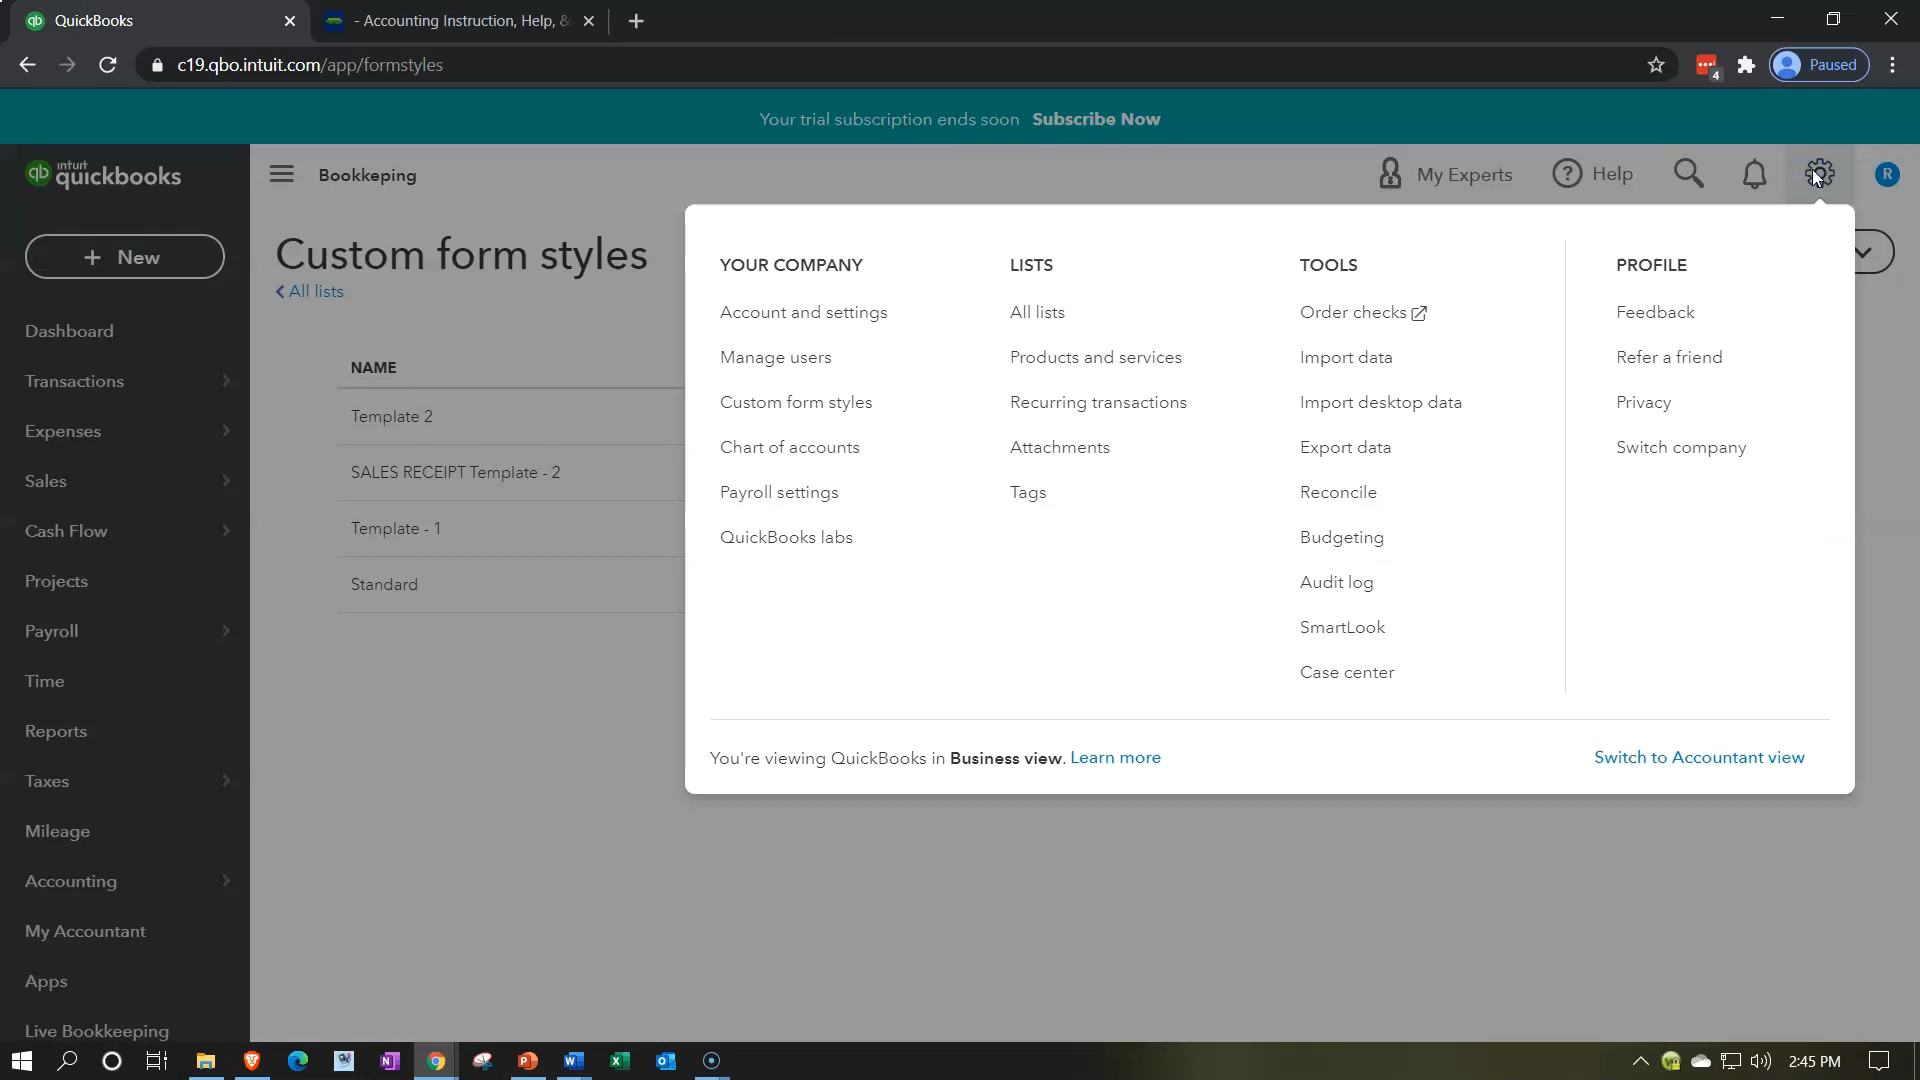 QuickBooks
- Accounting Instruction, Help, &
c19.qbo.intuit.com/app/formstyles
4
Paused
Your trial subscription ends soon Subscribe Now
qb intuit quickbooks
Bookkeping
My Experts
Help
R
+ New
Custom form styles
All lists
Dashboard
Transactions
Expenses
Sales
Cash Flow
Projects
Payroll
Time
Reports
Taxes
Mileage
Accounting
My Accountant
Apps
Live Bookkeeping
NAME
Template 2
SALES RECEIPT Template - 2
Template - 1
Standard
YOUR COMPANY
Account and settings
Manage users
Custom form styles
Chart of accounts
Payroll settings
QuickBooks labs
LISTS
All lists
Products and services
Recurring transactions
Attachments
Tags
TOOLS
Order checks
Import data
Import desktop data
Export data
Reconcile
Budgeting
Audit log
SmartLook
Case center
PROFILE
Feedback
Refer a friend
Privacy
Switch company
You're viewing QuickBooks in Business view. Learn more
Switch to Accountant view
2:45 PM